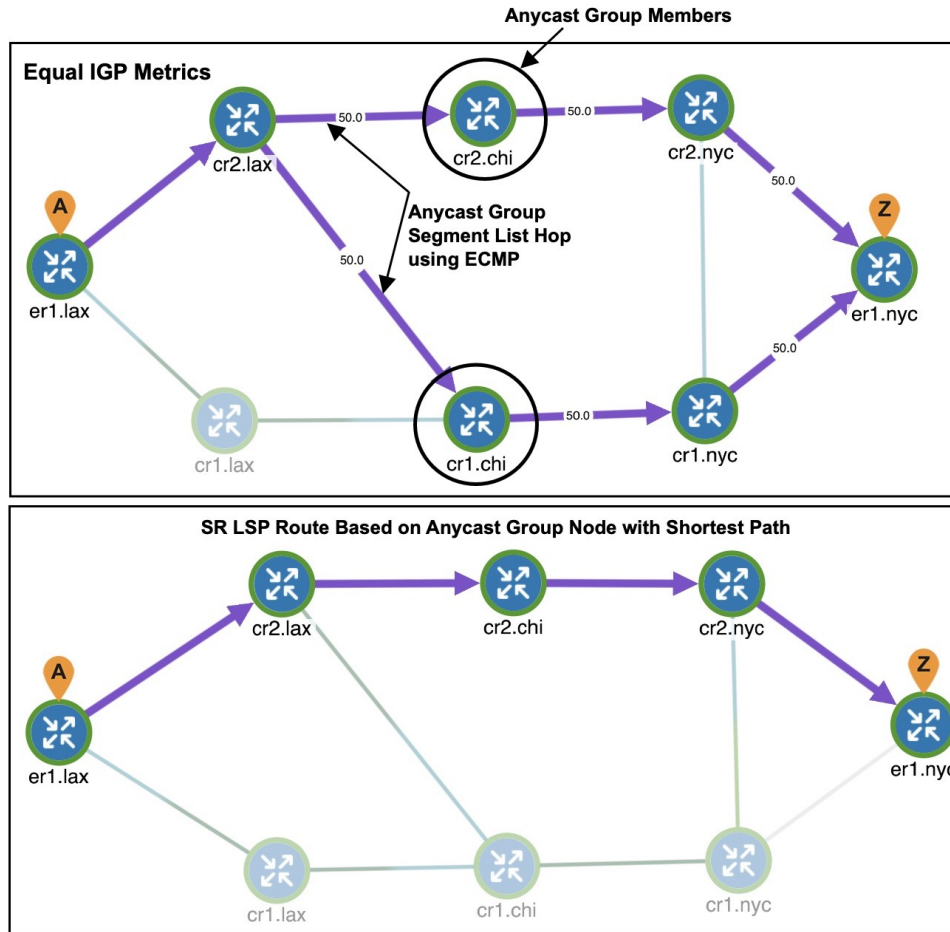 Anycast Group Members
Equal IGP Metrics
50.0
50.0
cr2.lax
cr2.chi
cr2.nyc
50.0
A
Anycast Group
Segment List Hop
using ECMP
Z
50.0
er1.lax
er1.nyc
50.0
50.0
cr1.lax
cr1.chi
cr1.nyc
SR LSP Route Based on Anycast Group Node with Shortest Path
cr2.lax
cr2.chi
cr2.nyc
A
Z
er1.lax
er1.nyc
cr1.lax
cr1.chi
cr1.nyc